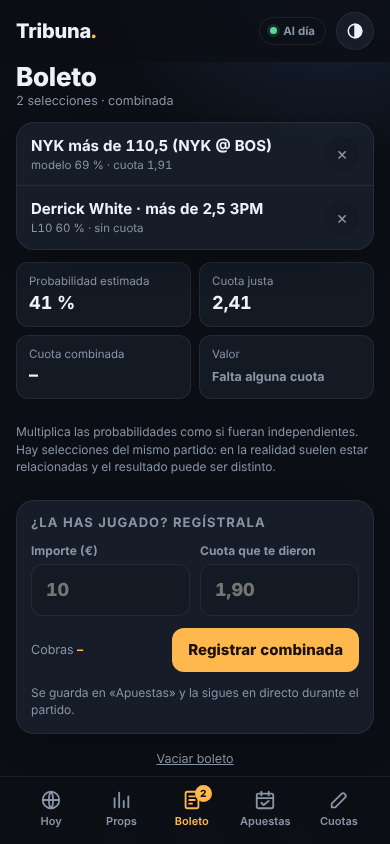 Tribuna.
Al día
Boleto
2 selecciones · combinada
NYK más de 110,5 (NYK @ BOS)
modelo 69 % · cuota 1,91
Derrick White · más de 2,5 3PM
L10 60 % · sin cuota
Probabilidad estimada
41 %
Cuota justa
2,41
Cuota combinada
–
Valor
Falta alguna cuota
Multiplica las probabilidades como si fueran independientes.
Hay selecciones del mismo partido: en la realidad suelen estar
relacionadas y el resultado puede ser distinto.
¿LA HAS JUGADO? REGÍSTRALA
Importe (€)
Cuota que te dieron
10
1,90
Cobras –
Registrar combinada
Se guarda en «Apuestas» y la sigues en directo durante el
partido.
Vaciar boleto
2
Hoy
Props
Boleto
Apuestas
Cuotas